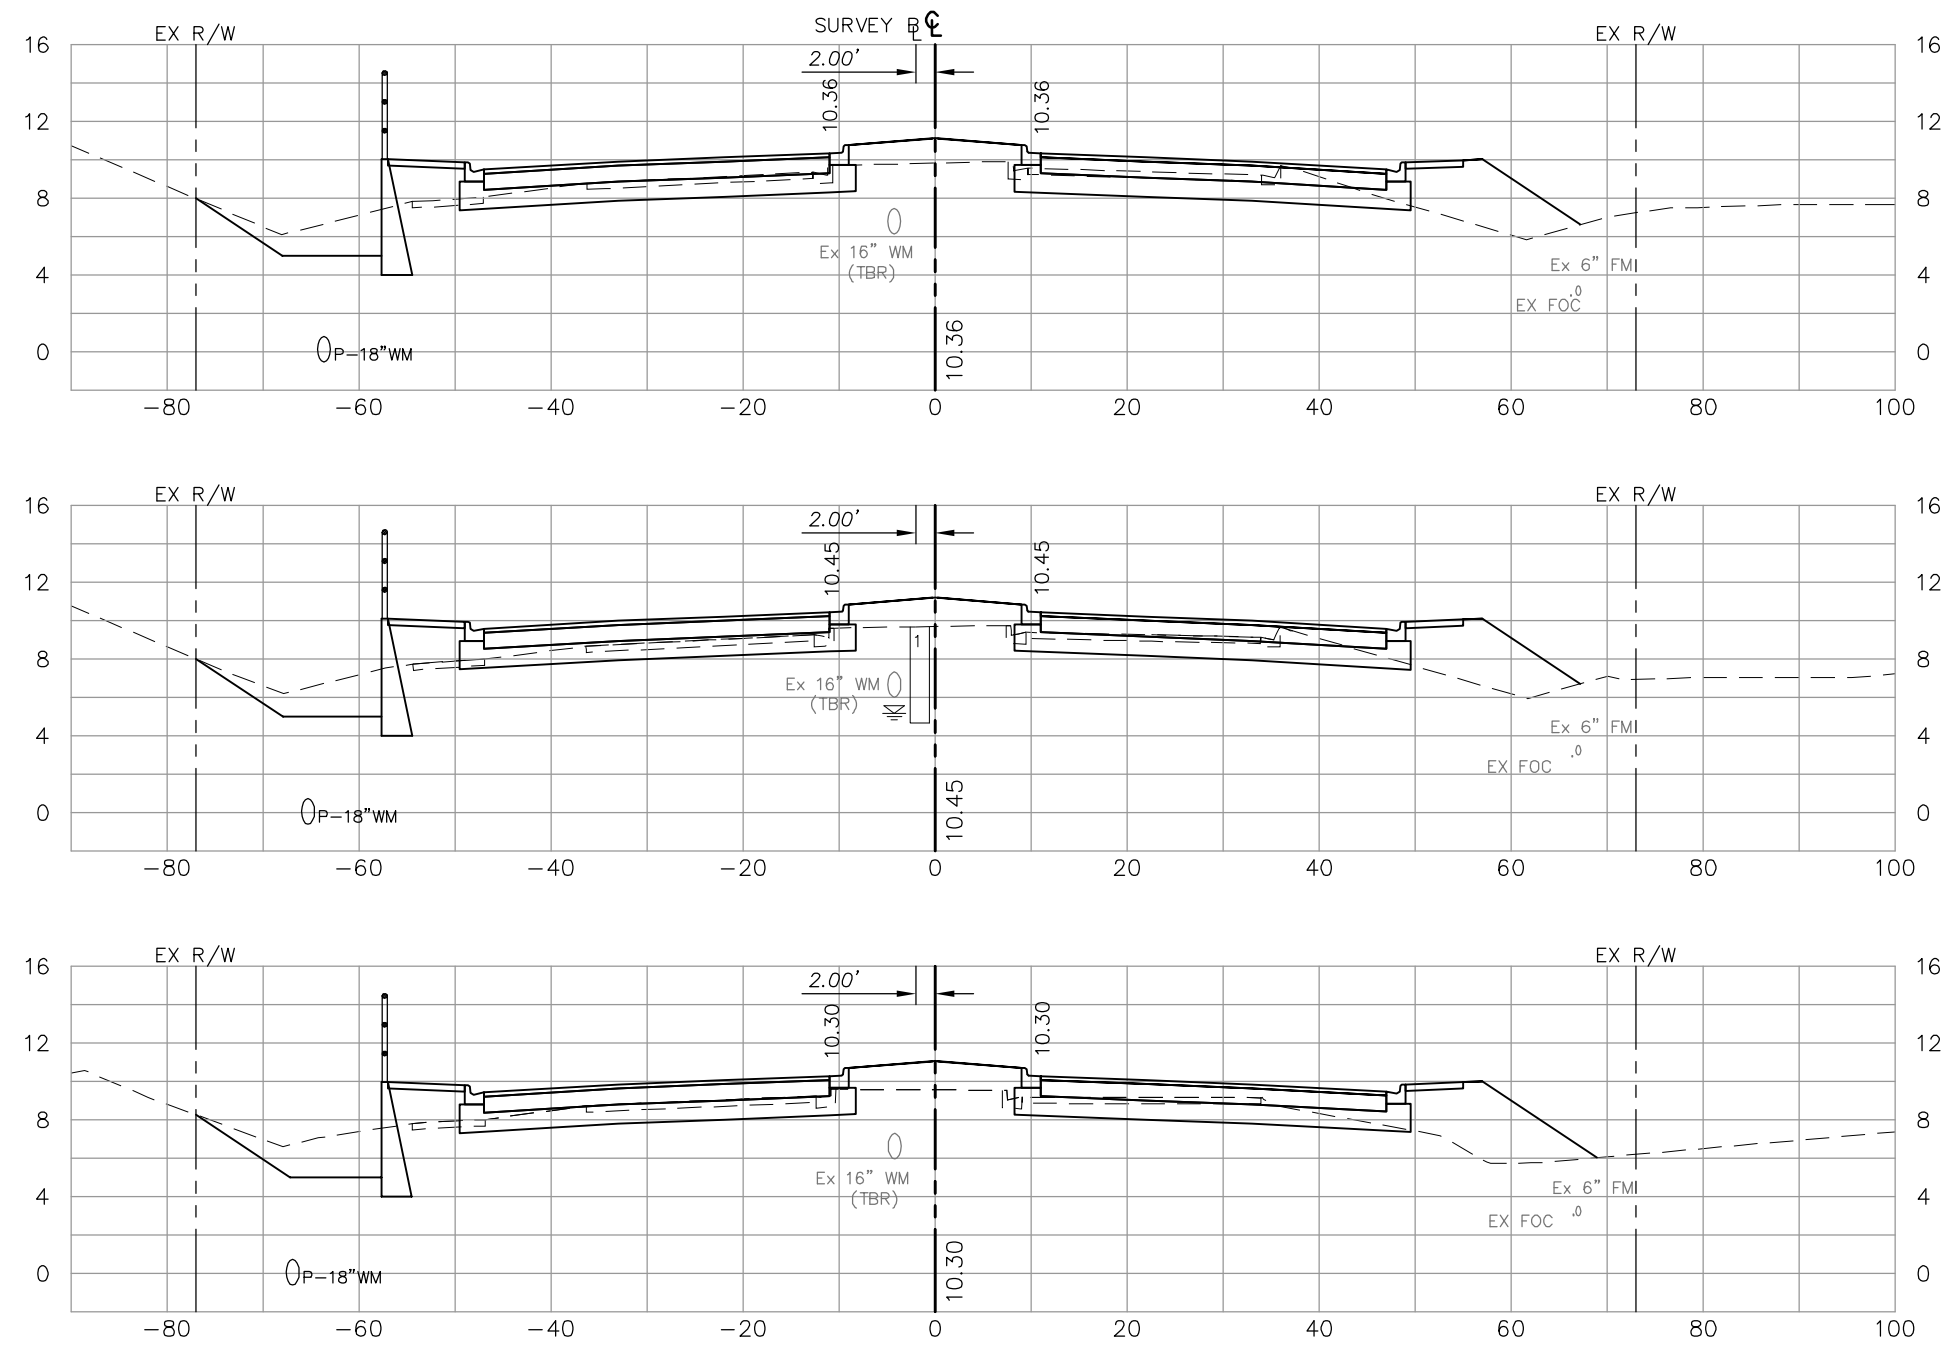 SURVEY BL CL
EX R/W EX R/W
16 2.00' 16
10.36 10.36
12 12
8 8
Ex 16" WM
(TBR)
Ex 6" FM
4 4
EX FOC
10.36
0 P-18"WM 0
-80 -60 -40 -20 0 20 40 60 80 100
EX R/W EX R/W
16 2.00' 16
10.45 10.45
12 12
1
8 8
Ex 16" WM
(TBR)
Ex 6" FM
4 4
EX FOC
10.45
0 P-18"WM 0
-80 -60 -40 -20 0 20 40 60 80 100
EX R/W EX R/W
16 2.00' 16
10.30 10.30
12 12
8 8
Ex 16" WM
(TBR)
Ex 6" FM
4 4
EX FOC
10.30
0 P-18"WM 0
-80 -60 -40 -20 0 20 40 60 80 100